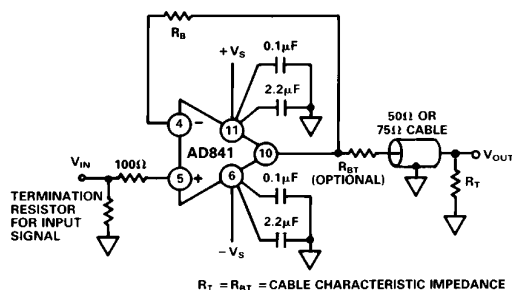 R_B
0.1μF
+V_S
2.2μF
4
−
11
50Ω OR
75Ω CABLE
AD841
10
V_OUT
V_IN
100Ω
R_BT
(OPTIONAL)
5
+
6
0.1μF
R_T
TERMINATION
RESISTOR
FOR INPUT
SIGNAL
2.2μF
−V_S
R_T = R_BT = CABLE CHARACTERISTIC IMPEDANCE